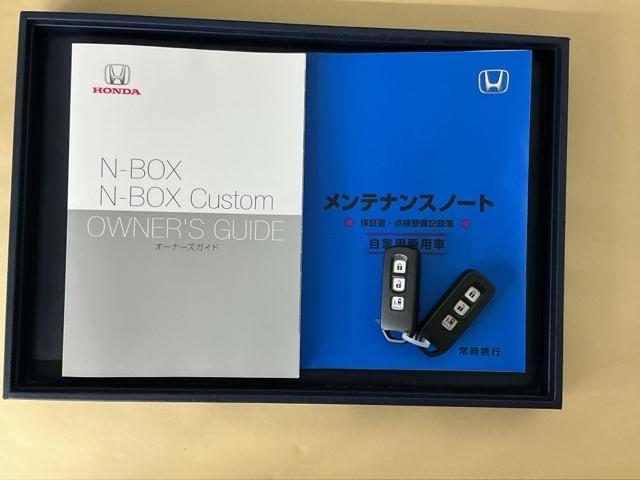 HONDA
N-BOX
N-BOX Custom
OWNER'S GUIDE
オーナーズガイド
メンテナンスノート
保証書・点検整備記録簿
自家用乗用車
常時携行